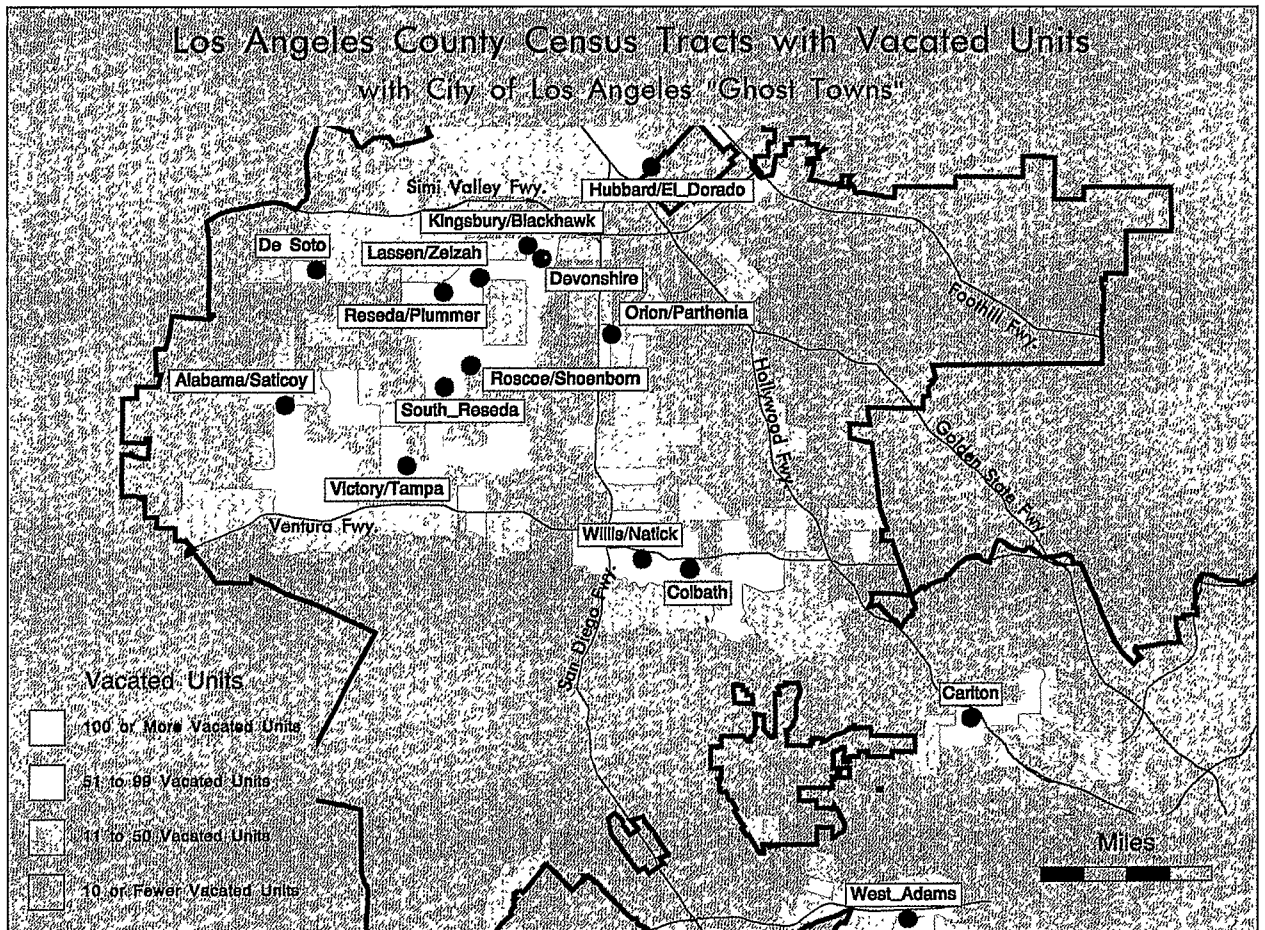 Los Angeles County Census Tracts with Vacated Units
with City of Los Angeles "Ghost Towns"
Hubbard/El_Dorado
Simi Valley Fwy.
Kingsbury/Blackhawk
De Soto
Lassen/Zelzah
Devonshire
Reseda/Plummer
Orion/Parthenia
Foothill Fwy.
Alabama/Saticoy
Roscoe/Shoenborn
South_Reseda
Hollywood Fwy.
Golden State Fwy.
Victory/Tampa
Ventura Fwy.
Willis/Natick
Colbath
San Diego Fwy.
Vacated Units
100 or More Vacated Units
51 to 99 Vacated Units
11 to 50 Vacated Units
10 or Fewer Vacated Units
Carlton
Miles
West_Adams